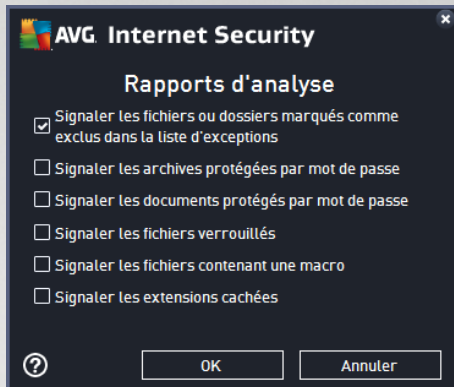 AVG. Internet Security
Rapports d'analyse
Signaler les fichiers ou dossiers marqués comme
exclus dans la liste d'exceptions
Signaler les archives protégées par mot de passe
Signaler les documents protégés par mot de passe
Signaler les fichiers verrouillés
Signaler les fichiers contenant une macro
Signaler les extensions cachées
?
OK
Annuler